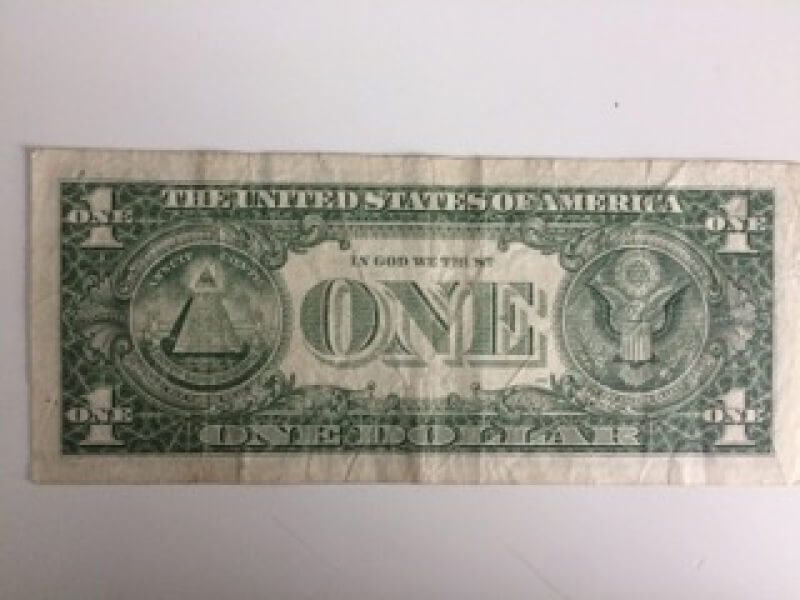 THE UNITED STATES OF AMERICA
1
ONE
1
ONE
IN GOD WE TRUST
ONE
1
ONE
1
ONE
ONE DOLLAR